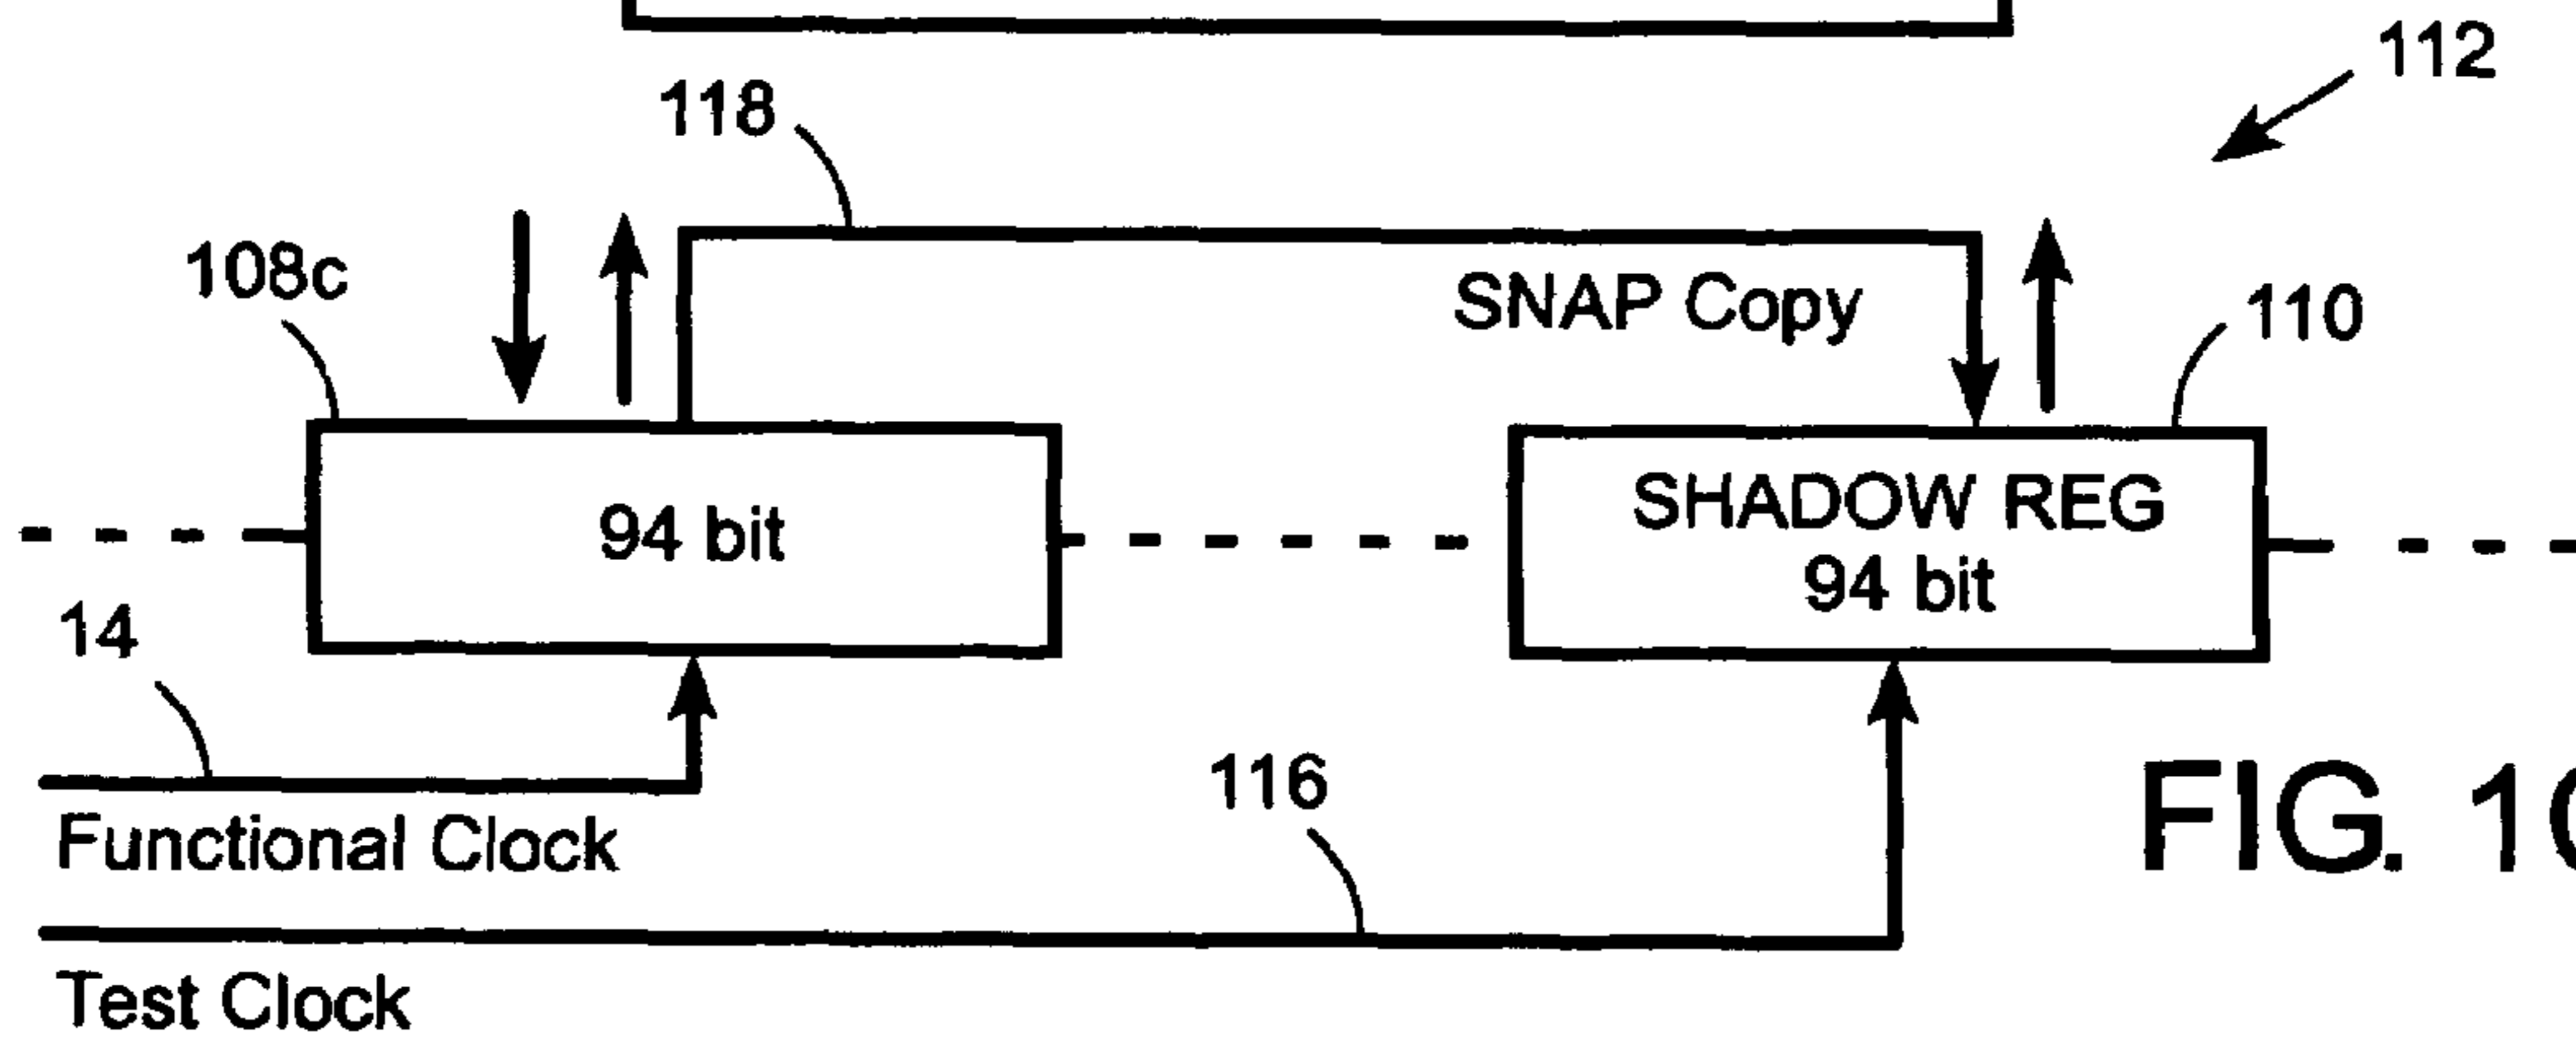 112
118
108c
SNAP Copy
110
94 bit
SHADOW REG
94 bit
14
116
Functional Clock
FIG. 1
Test Clock